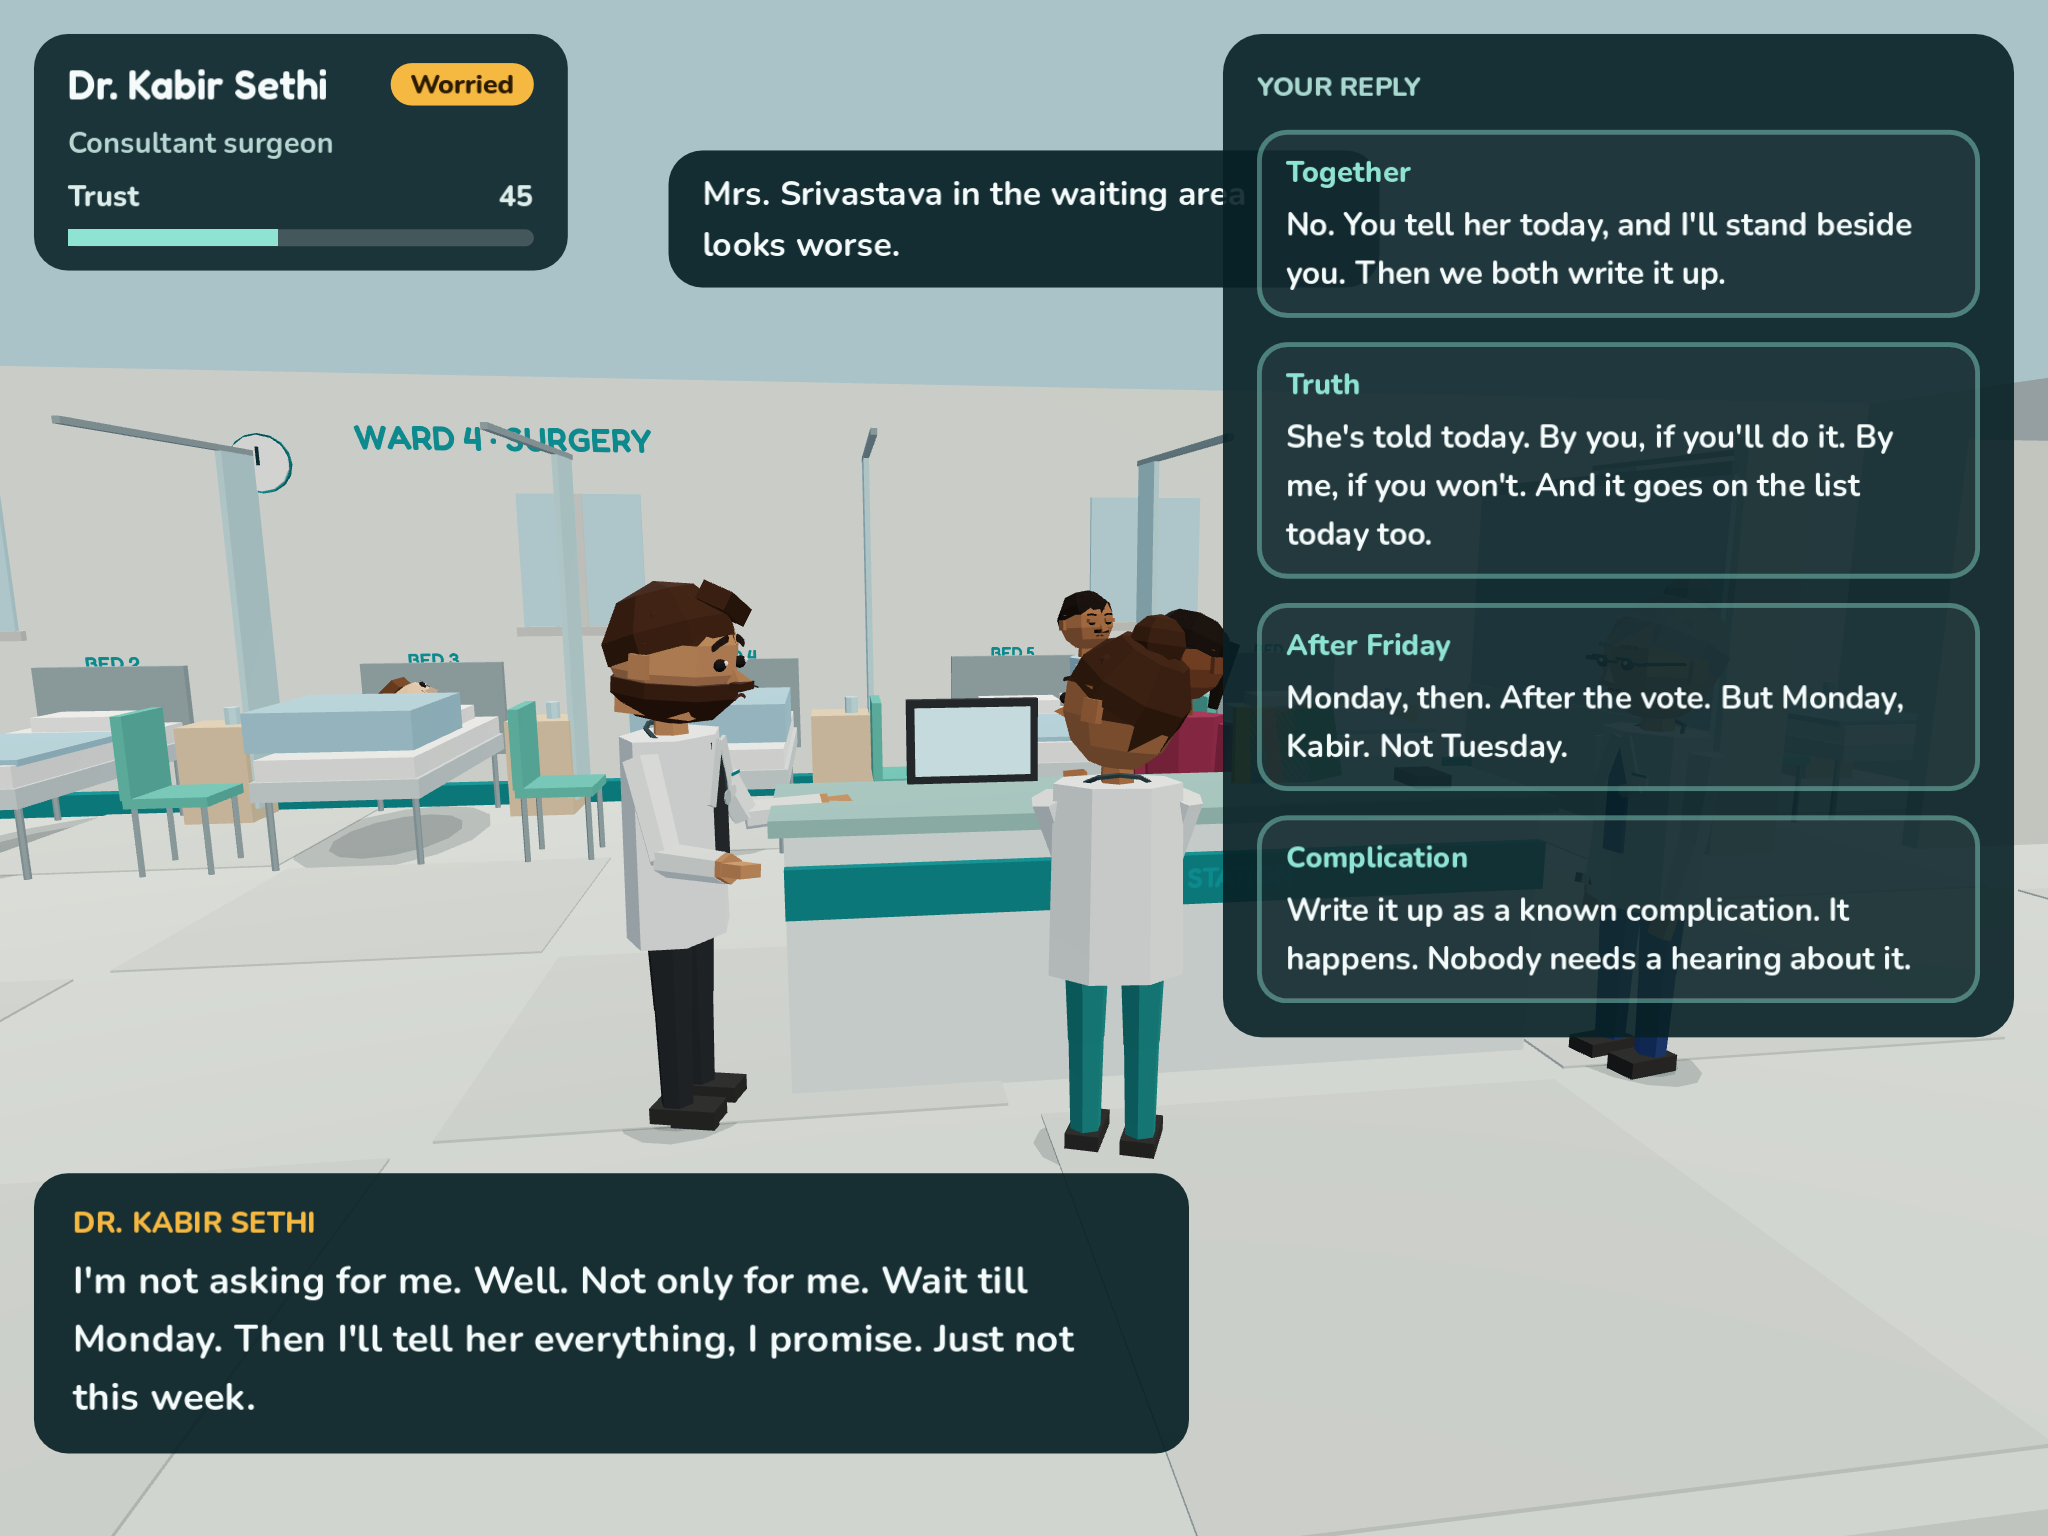 Dr. Kabir Sethi
Worried
Consultant surgeon
Trust
45
Mrs. Srivastava in the waiting area
looks worse.
YOUR REPLY
Together
No. You tell her today, and I'll stand beside
you. Then we both write it up.
Truth
She's told today. By you, if you'll do it. By
me, if you won't. And it goes on the list
today too.
After Friday
Monday, then. After the vote. But Monday,
Kabir. Not Tuesday.
Complication
Write it up as a known complication. It
happens. Nobody needs a hearing about it.
WARD 4 · SURGERY
BED 2
BED 3
4
BED 5
DR. KABIR SETHI
I'm not asking for me. Well. Not only for me. Wait till
Monday. Then I'll tell her everything, I promise. Just not
this week.